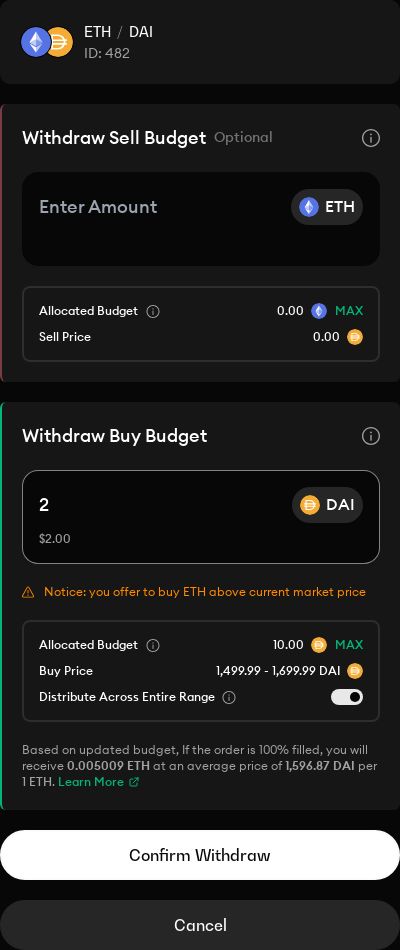 ETH / DAI
ID: 482
Withdraw Sell Budget Optional
Enter Amount ETH
Allocated Budget 0.00 MAX
Sell Price 0.00
Withdraw Buy Budget
2 DAI
$2.00
Notice: you offer to buy ETH above current market price
Allocated Budget 10.00 MAX
Buy Price 1,499.99 - 1,699.99 DAI
Distribute Across Entire Range
Based on updated budget, If the order is 100% filled, you will
receive 0.005009 ETH at an average price of 1,596.87 DAI per
1 ETH. Learn More
Confirm Withdraw
Cancel